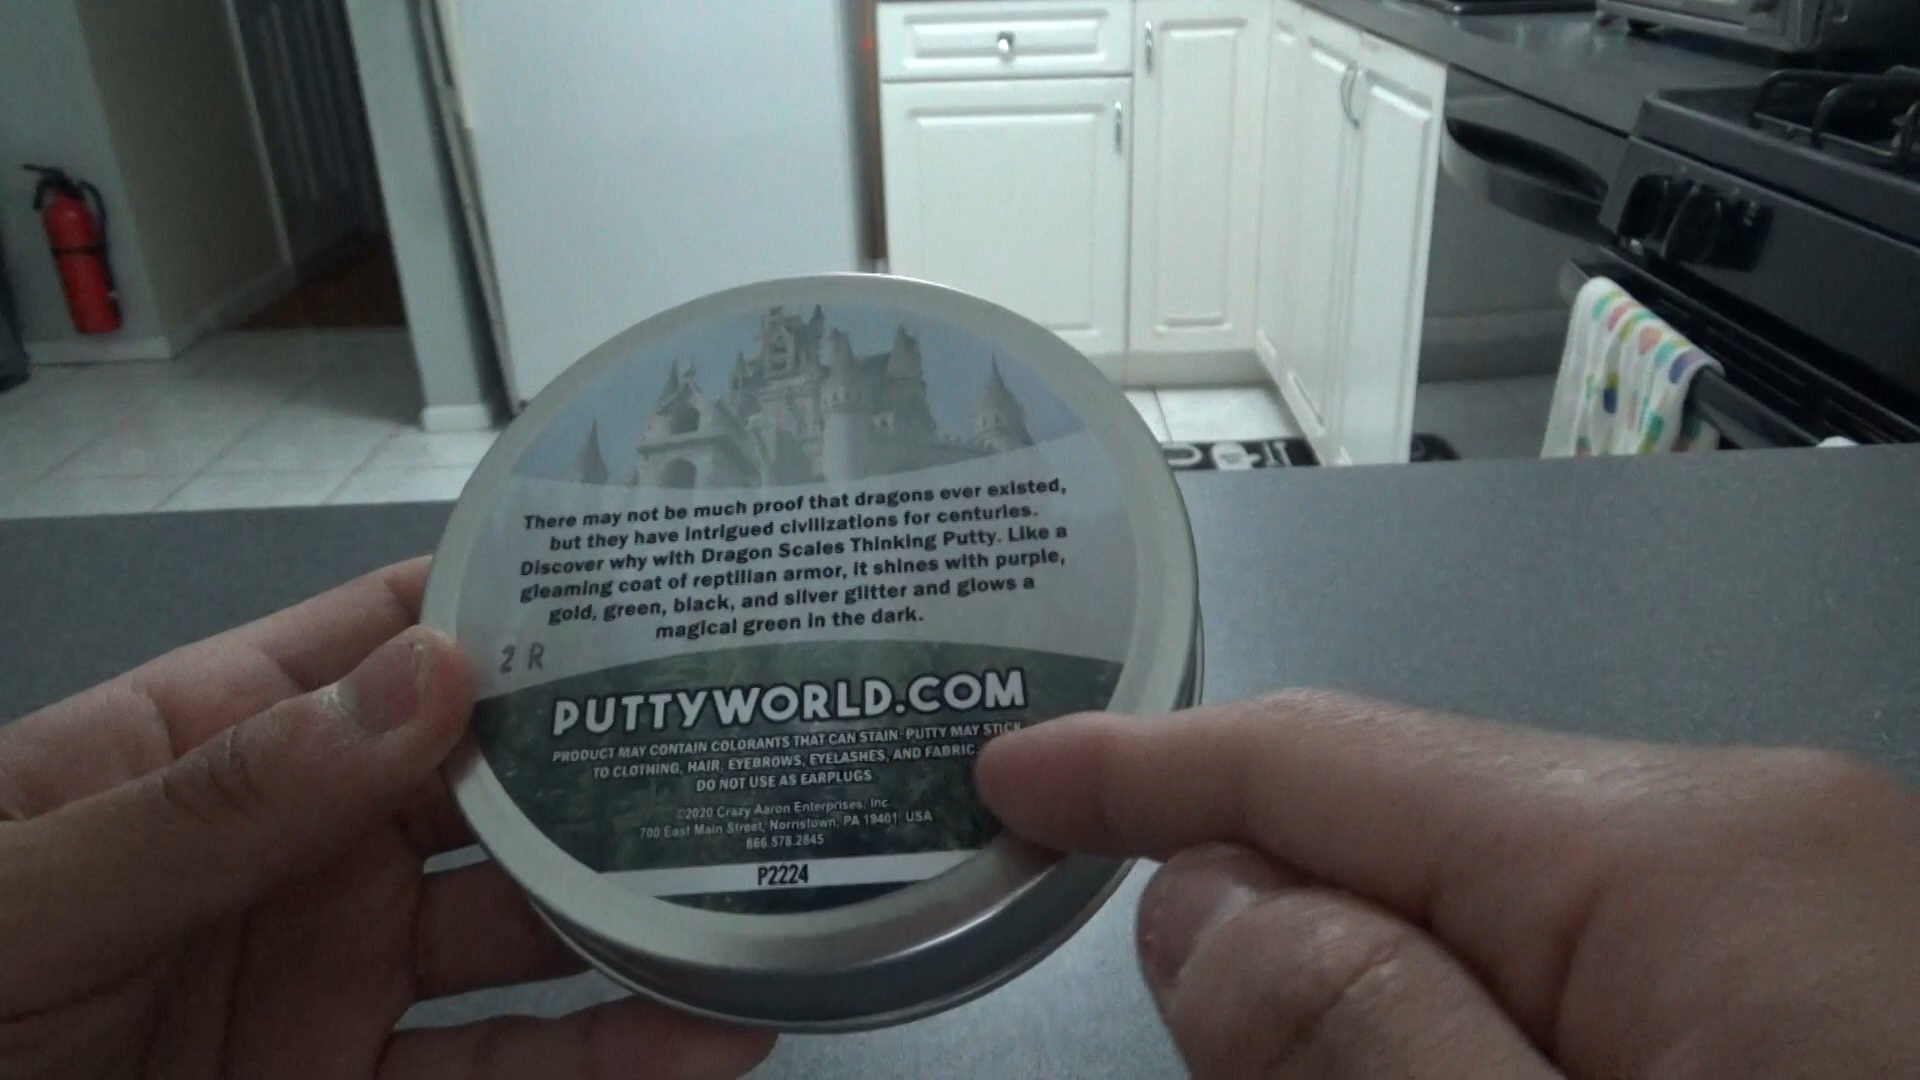 There may not be much proof that dragons ever existed,
but they have intrigued civilizations for centuries.
Discover why with Dragon Scales Thinking Putty. Like a
gleaming coat of reptilian armor, it shines with purple,
gold, green, black, and silver glitter and glows a
magical green in the dark.
2 R
PUTTYWORLD.COM
PRODUCT MAY CONTAIN COLORANTS THAT CAN STAIN. PUTTY MAY STICK
TO CLOTHING, HAIR, EYEBROWS, EYELASHES, AND FABRIC.
DO NOT USE AS EARPLUGS
©2020 Crazy Aaron Enterprises, Inc
700 East Main Street, Norristown, PA 19401, USA
866.578.2845
P2224